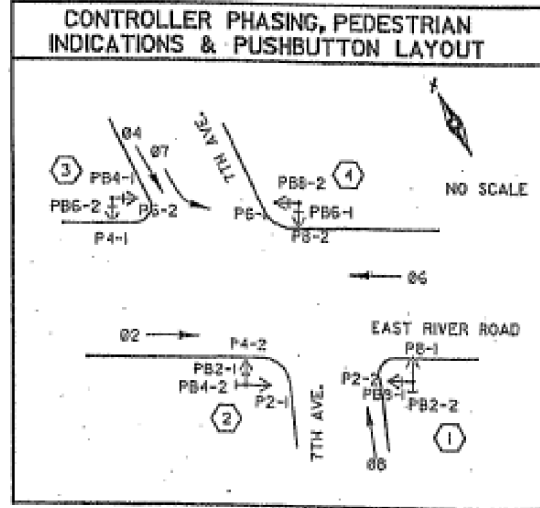 CONTROLLER PHASING, PEDESTRIAN
INDICATIONS & PUSHBUTTON LAYOUT
Ø4
Ø7
7TH AVE.
3
PB4-1
PB6-2
P6-2
P4-1
4
PB8-2
P6-1
PB6-1
P8-2
NO SCALE
Ø6
Ø2
EAST RIVER ROAD
P4-2
PB2-1
PB4-2
P2-1
2
7TH AVE.
P8-1
P2-2
PB8-1
PB2-2
1
Ø8